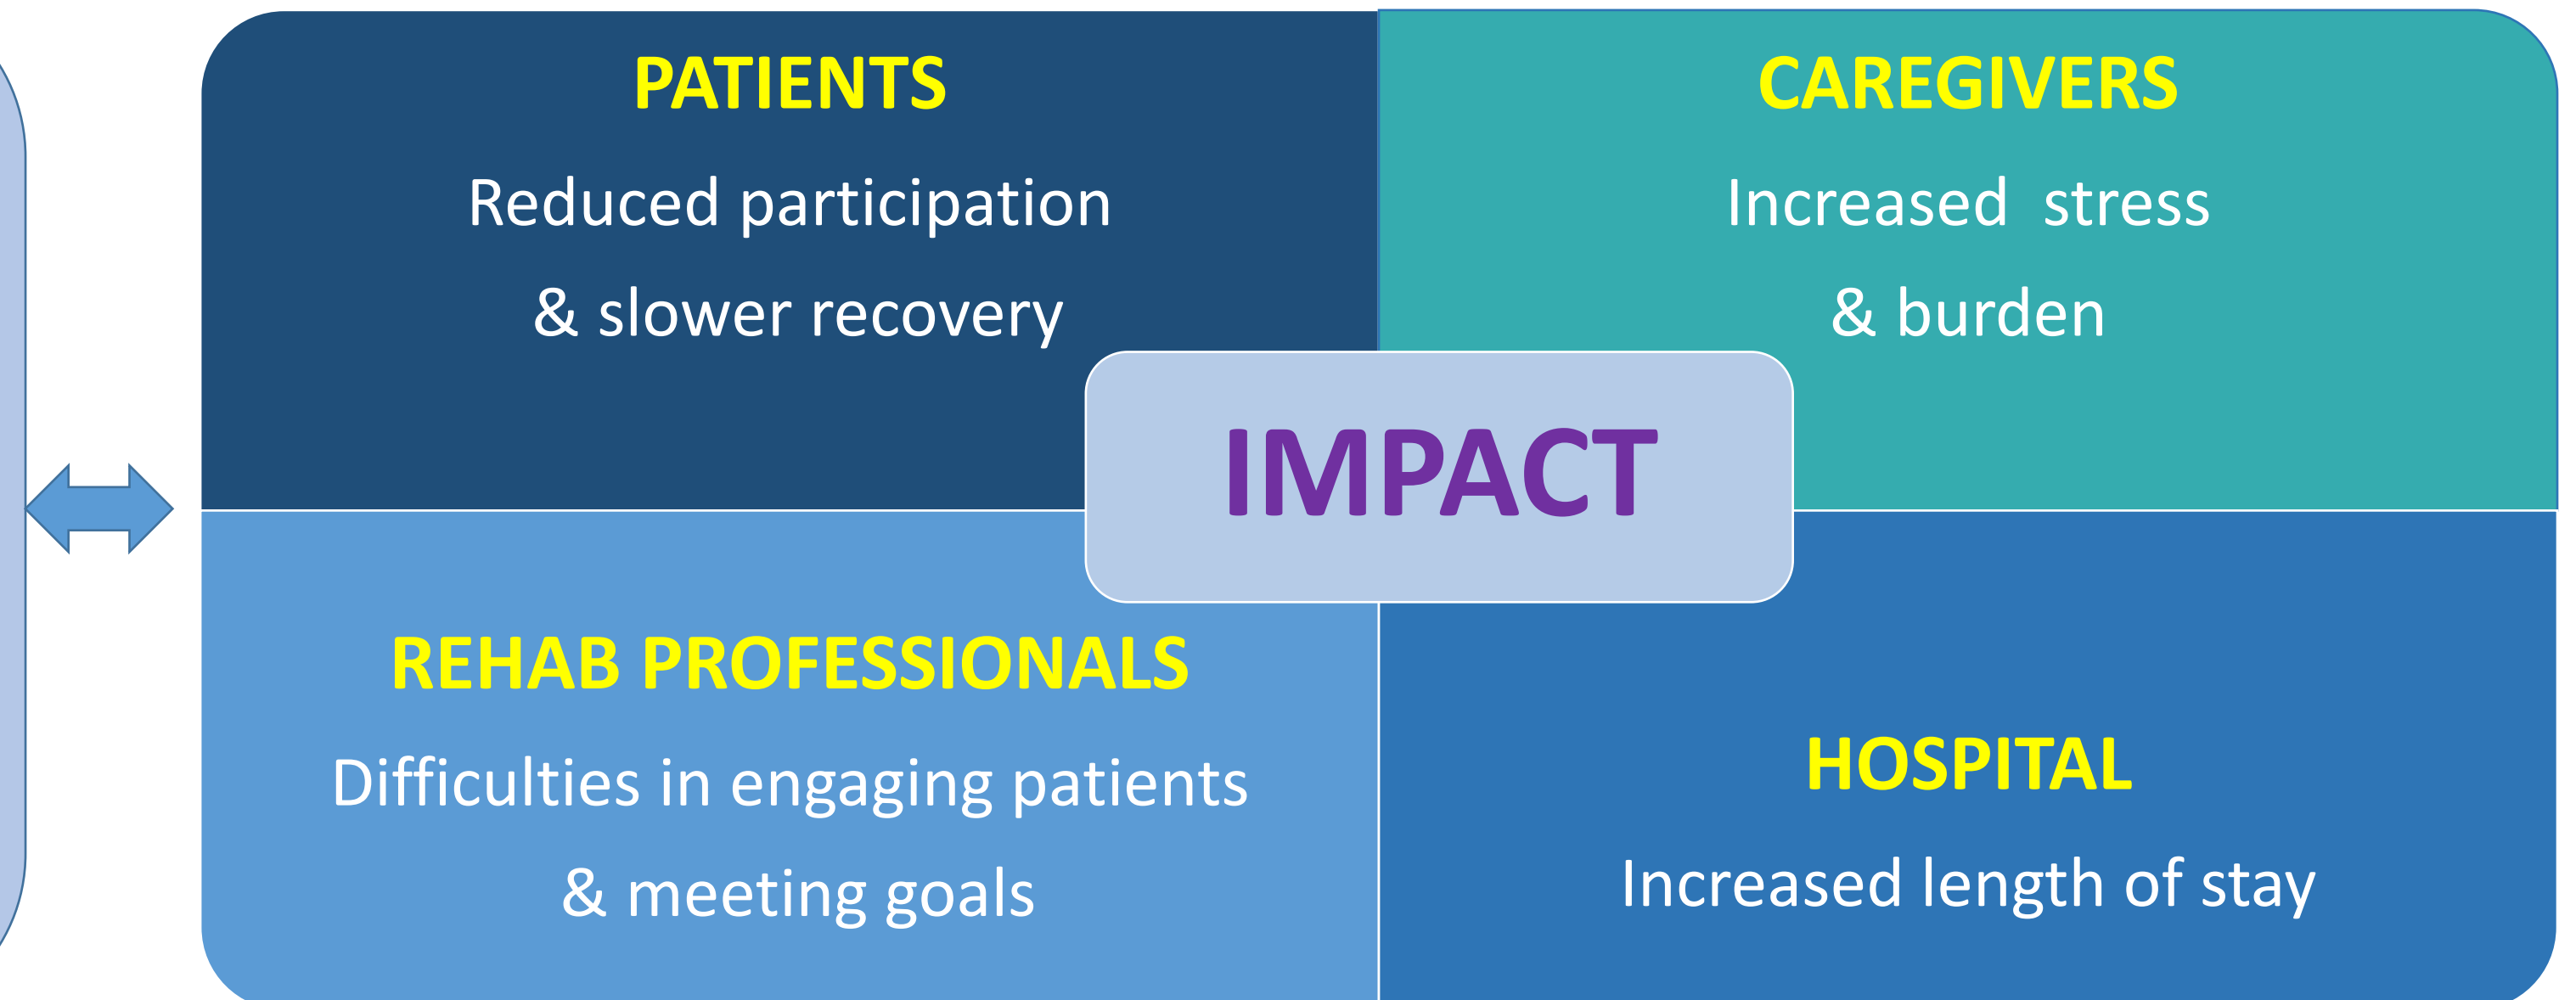 PATIENTS
Reduced participation
& slower recovery
CAREGIVERS
Increased stress
& burden
IMPACT
REHAB PROFESSIONALS
Difficulties in engaging patients
& meeting goals
HOSPITAL
Increased length of stay